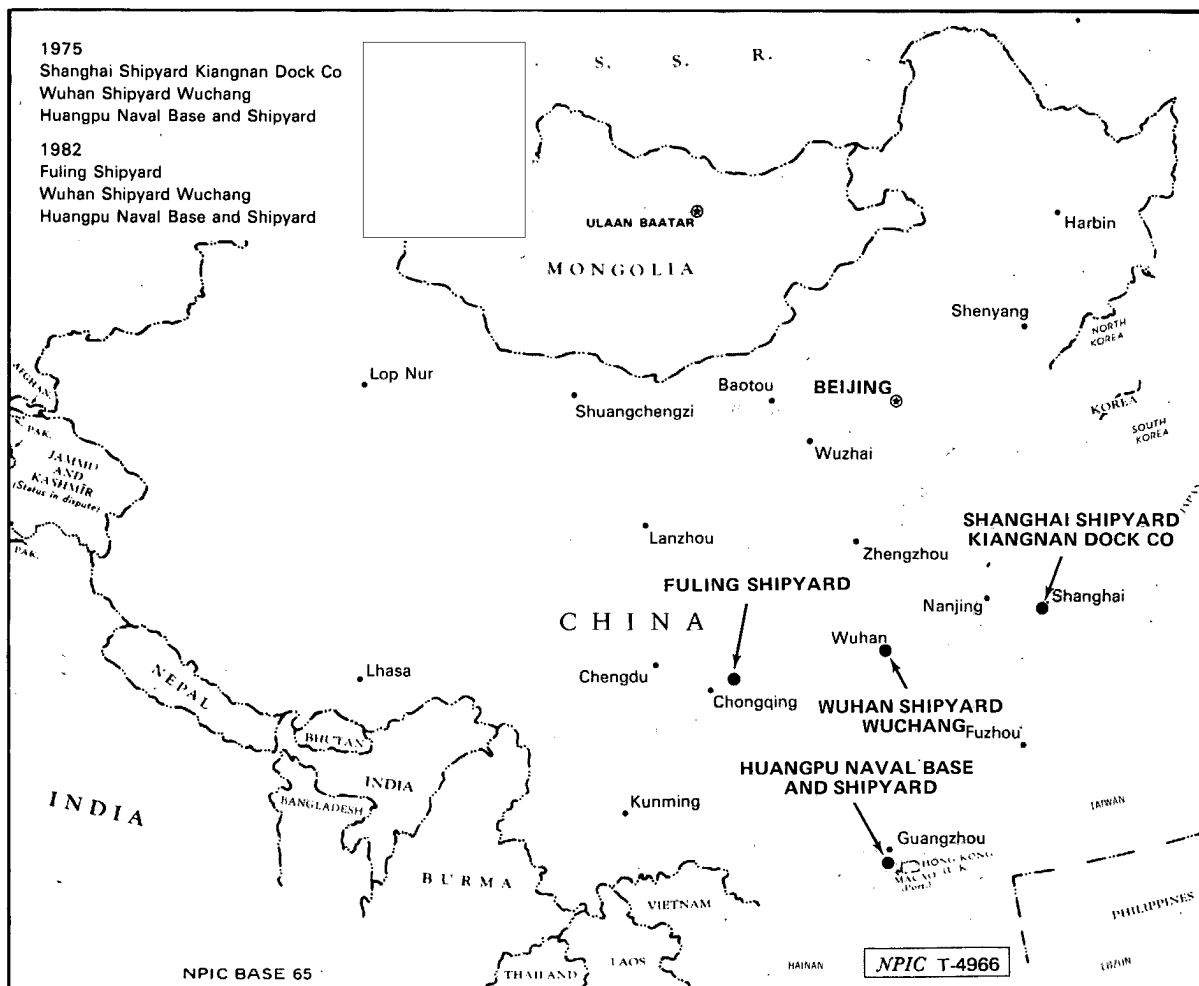 1975
Shanghai Shipyard Kiangnan Dock Co
Wuhan Shipyard Wuchang
Huangpu Naval Base and Shipyard
1982
Fuling Shipyard
Wuhan Shipyard Wuchang
Huangpu Naval Base and Shipyard
S. S. R.
ULAAN BAATAR
MONGOLIA
Harbin
Shenyang
NORTH
KOREA
AFGHAN.
Lop Nur
Shuangchengzi
Baotou
BEIJING
KOREA
SOUTH
KOREA
PAK.
JAMMU
AND
KASHMIR
(Status in dispute)
Wuzhai
PAK.
Lanzhou
Zhengzhou
SHANGHAI SHIPYARD
KIANGNAN DOCK CO
FULING SHIPYARD
Nanjing
Shanghai
CHINA
Wuhan
NEPAL
Lhasa
Chengdu
Chongqing
WUHAN SHIPYARD
WUCHANG
Fuzhou
BHUTAN
INDIA
INDIA
BANGLADESH
HUANGPU NAVAL BASE
AND SHIPYARD
Kunming
TAIWAN
Guangzhou
HONG KONG
MACAO (U.K.
(Port.)
BURMA
VIETNAM
PHILIPPINES
LAOS
THAILAND
HAINAN
LUZON
NPIC BASE 65
NPIC T-4966